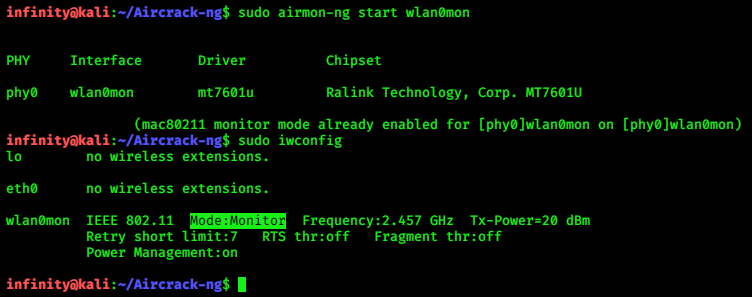 infinity@kali:~/Aircrack-ng$ sudo airmon-ng start wlan0mon
PHY     Interface       Driver          Chipset
phy0    wlan0mon        mt7601u         Ralink Technology, Corp. MT7601U
                (mac80211 monitor mode already enabled for [phy0]wlan0mon on [phy0]wlan0mon)
infinity@kali:~/Aircrack-ng$ sudo iwconfig
lo        no wireless extensions.
eth0      no wireless extensions.
wlan0mon  IEEE 802.11  Mode:Monitor  Frequency:2.457 GHz  Tx-Power=20 dBm
          Retry short limit:7   RTS thr:off   Fragment thr:off
          Power Management:on
infinity@kali:~/Aircrack-ng$